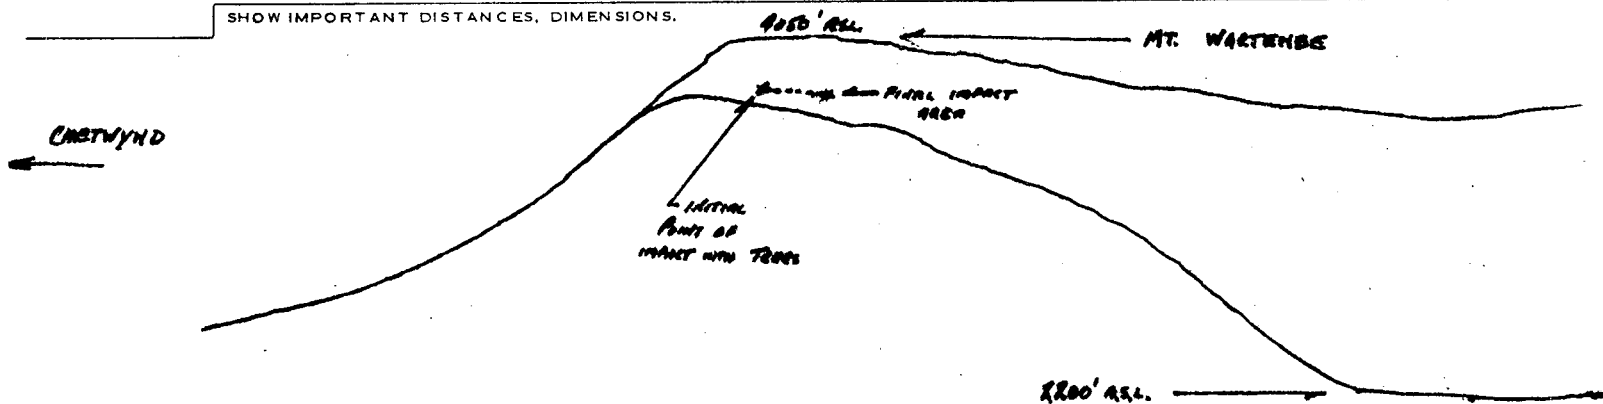 SHOW IMPORTANT DISTANCES, DIMENSIONS.
4050' ASL.
MT. WARTENBE
FINAL IMPACT
AREA
CHETWYND
INITIAL
POINT OF
IMPACT WITH TREES
2200' A.S.L.